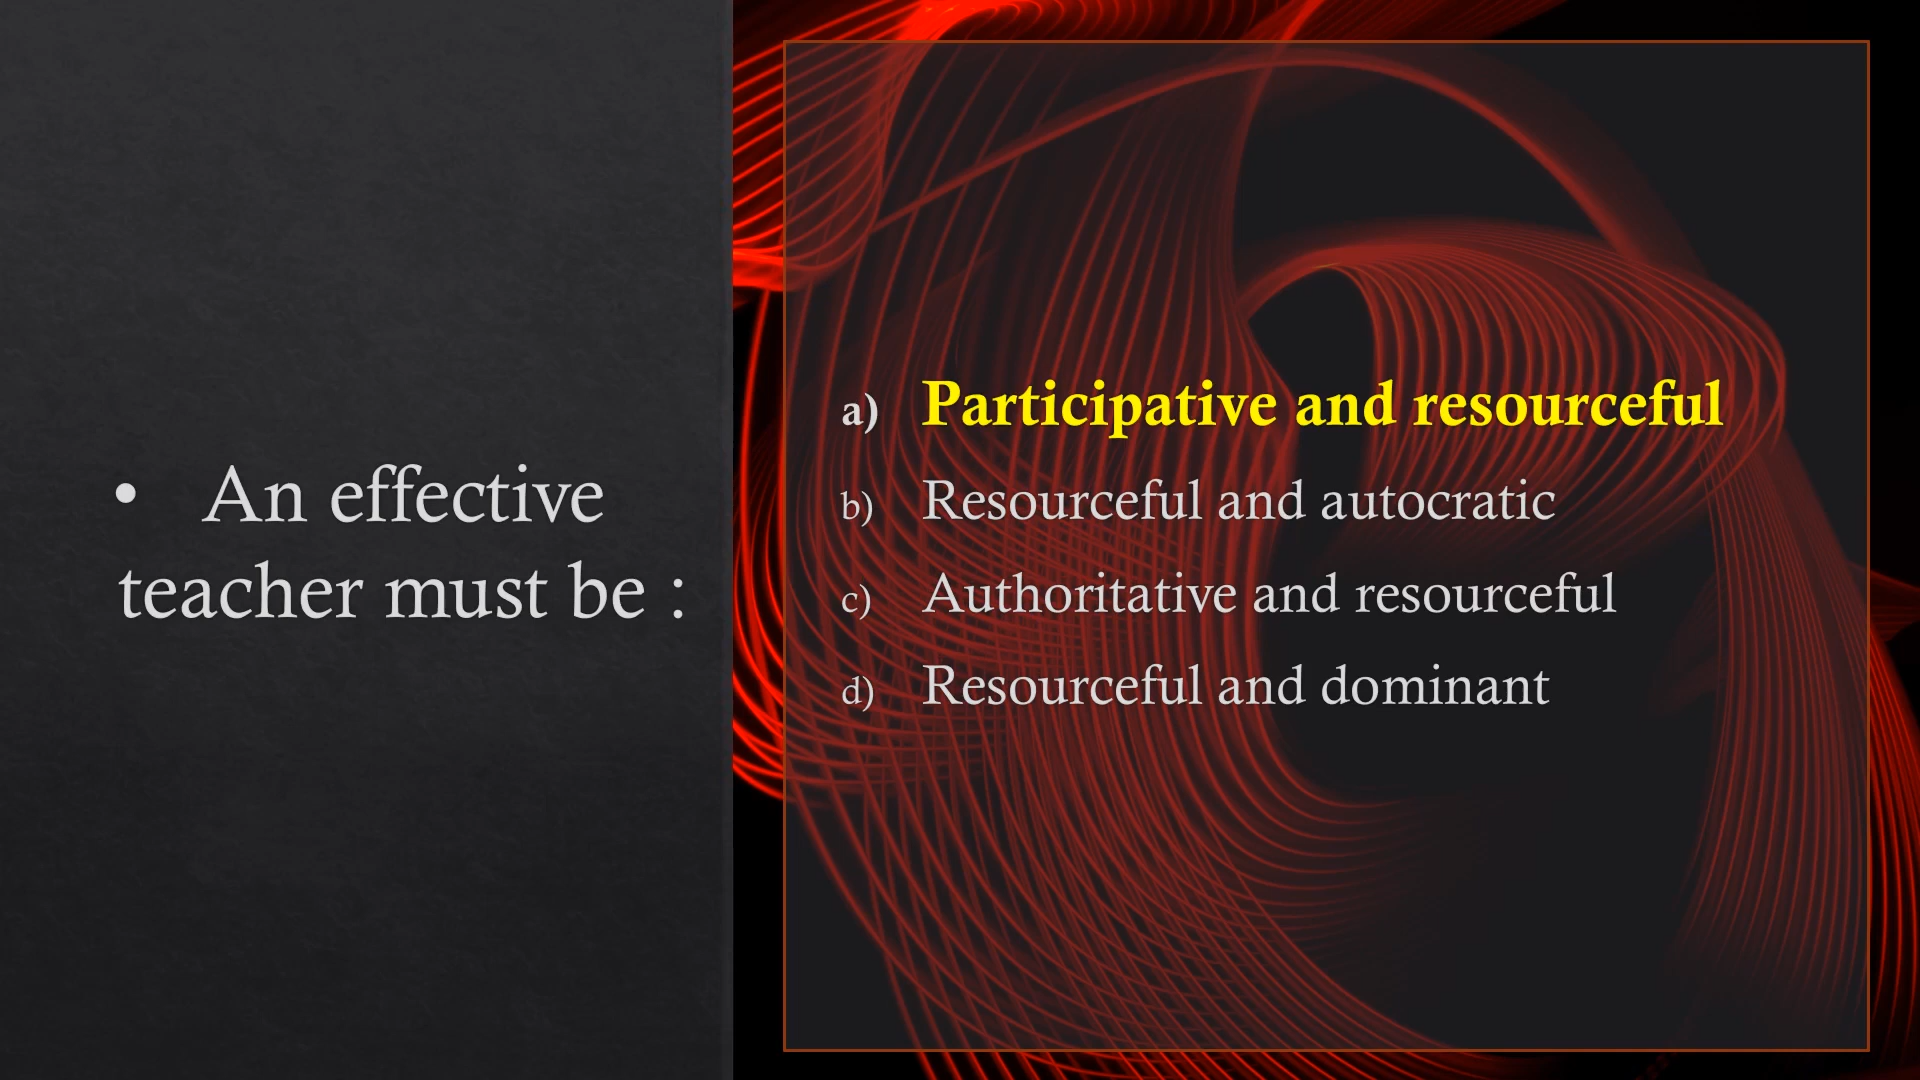 • An effective
teacher must be :
a) Participative and resourceful
b) Resourceful and autocratic
c) Authoritative and resourceful
d) Resourceful and dominant